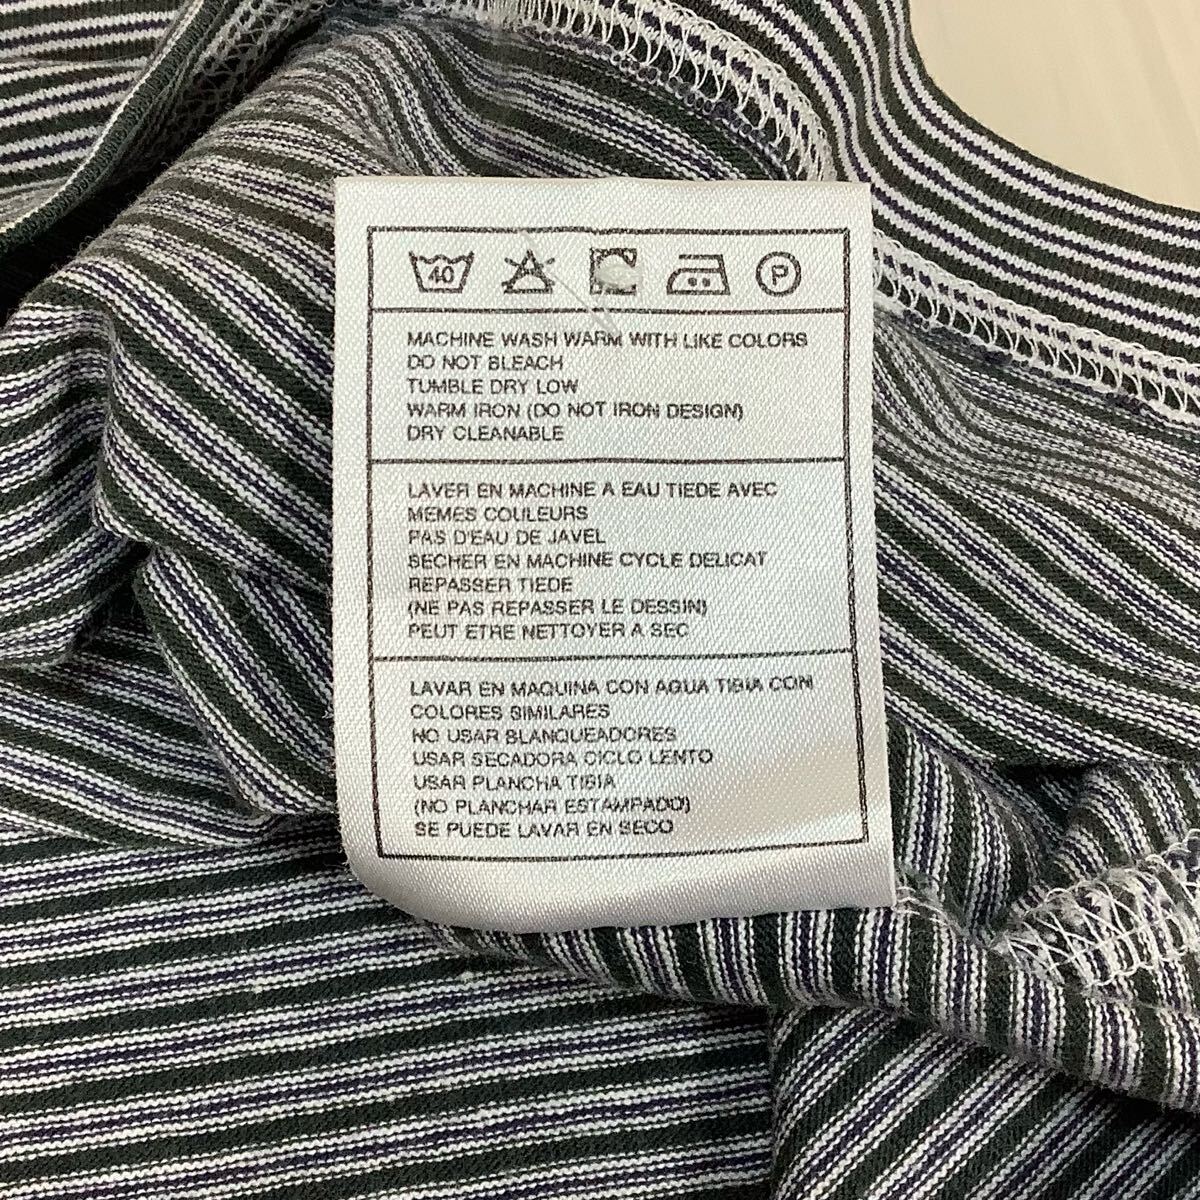 40 P
MACHINE WASH WARM WITH LIKE COLORS
DO NOT BLEACH
TUMBLE DRY LOW
WARM IRON (DO NOT IRON DESIGN)
DRY CLEANABLE
LAVER EN MACHINE A EAU TIEDE AVEC
MEMES COULEURS
PAS D'EAU DE JAVEL
SECHER EN MACHINE CYCLE DELICAT
REPASSER TIEDE
(NE PAS REPASSER LE DESSIN)
PEUT ETRE NETTOYER A SEC
LAVAR EN MAQUINA CON AGUA TIBIA CON
COLORES SIMILARES
NO USAR BLANQUEADORES
USAR SECADORA CICLO LENTO
USAR PLANCHA TIBIA
(NO PLANCHAR ESTAMPADO)
SE PUEDE LAVAR EN SECO